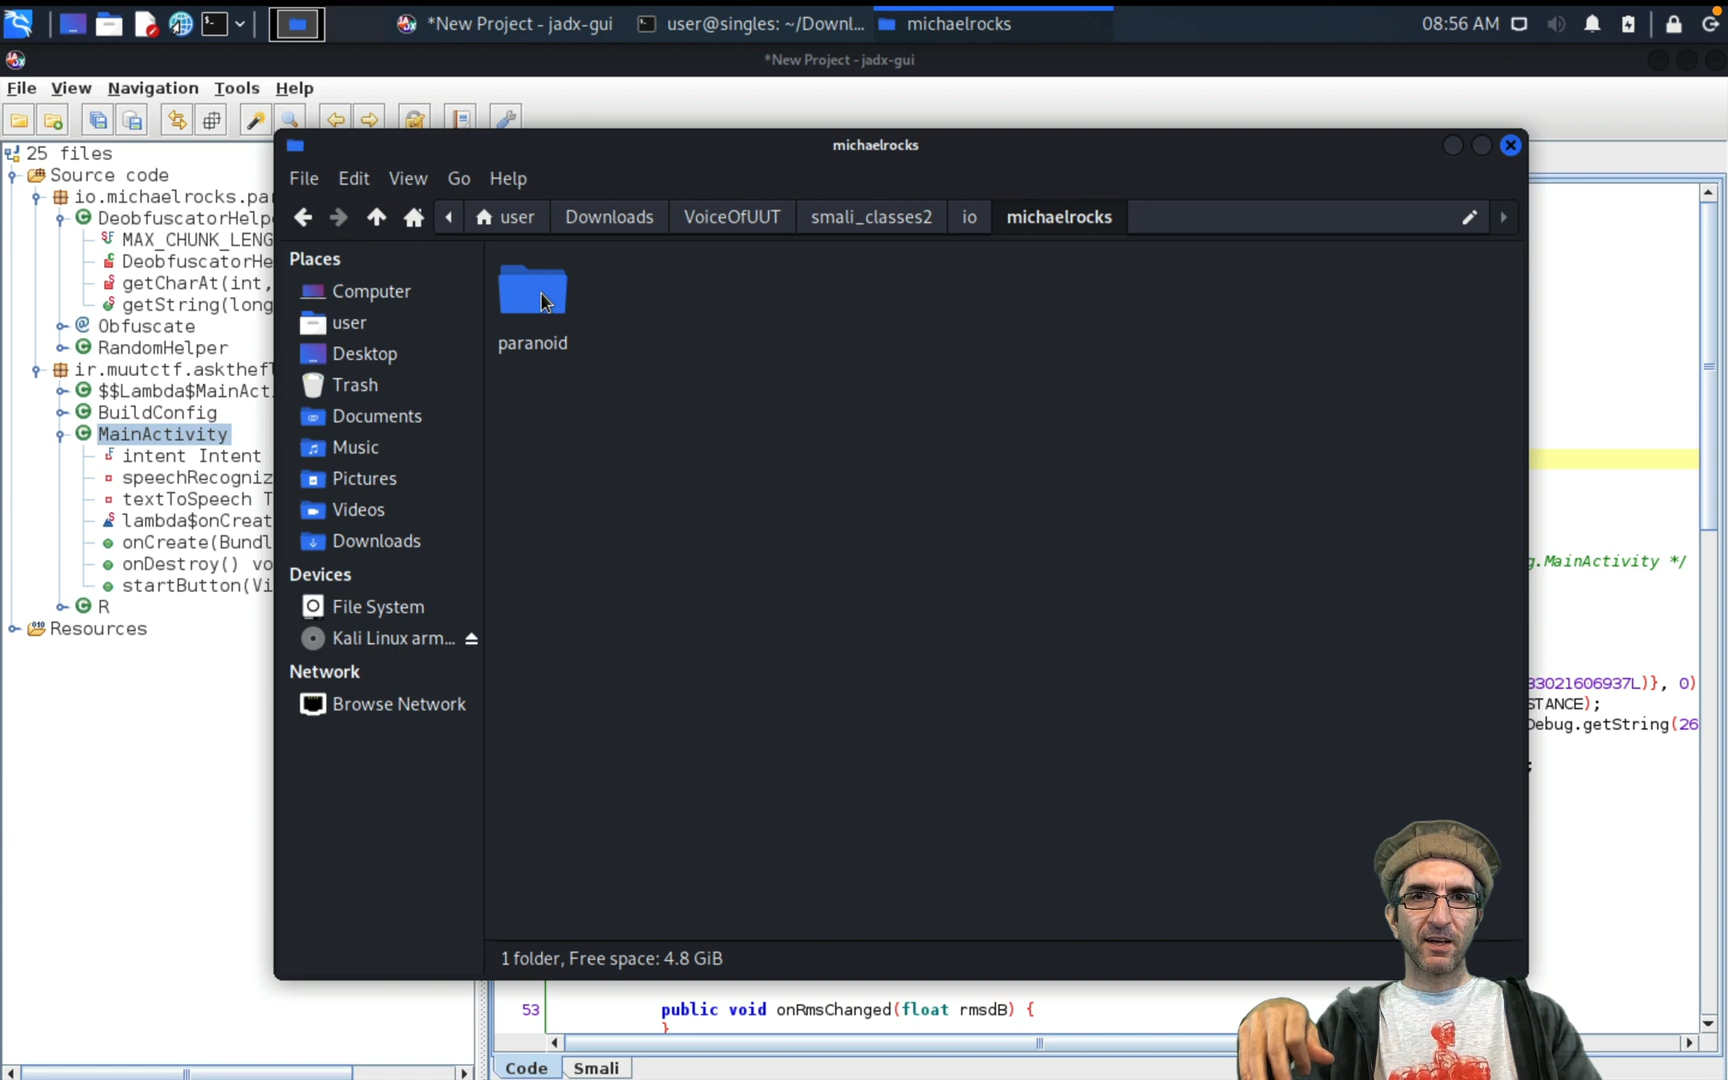 *New Project - jadx-gui
user@singles: ~/Downl...
michaelrocks
08:56 AM
*New Project - jadx-gui
File View Navigation Tools Help
25 files
Source code
io.michaelrocks.par
DeobfuscatorHelpe
MAX_CHUNK_LENG
DeobfuscatorHe
getCharAt(int,
getString(long
Obfuscate
RandomHelper
ir.muutctf.askthefl
$$Lambda$MainAct
BuildConfig
MainActivity
intent Intent
speechRecogniz
textToSpeech T
lambda$onCreat
onCreate(Bundl
onDestroy() vo
startButton(Vi
R
Resources
michaelrocks
File Edit View Go Help
user Downloads VoiceOfUUT smali_classes2 io michaelrocks
Places
Computer
user
Desktop
Trash
Documents
Music
Pictures
Videos
Downloads
Devices
File System
Kali Linux arm...
Network
Browse Network
paranoid
1 folder, Free space: 4.8 GiB
g.MainActivity */
83021606937L)}, 0)
STANCE);
Debug.getString(26
;
53 public void onRmsChanged(float rmsdB) {
}
Code Smali